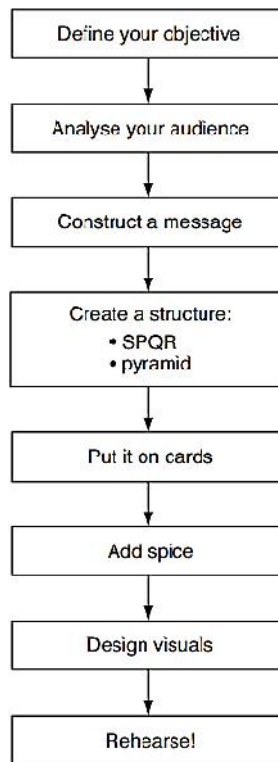 Define your objective
Analyse your audience
Construct a message
Create a structure:
• SPQR
• pyramid
Put it on cards
Add spice
Design visuals
Rehearse!